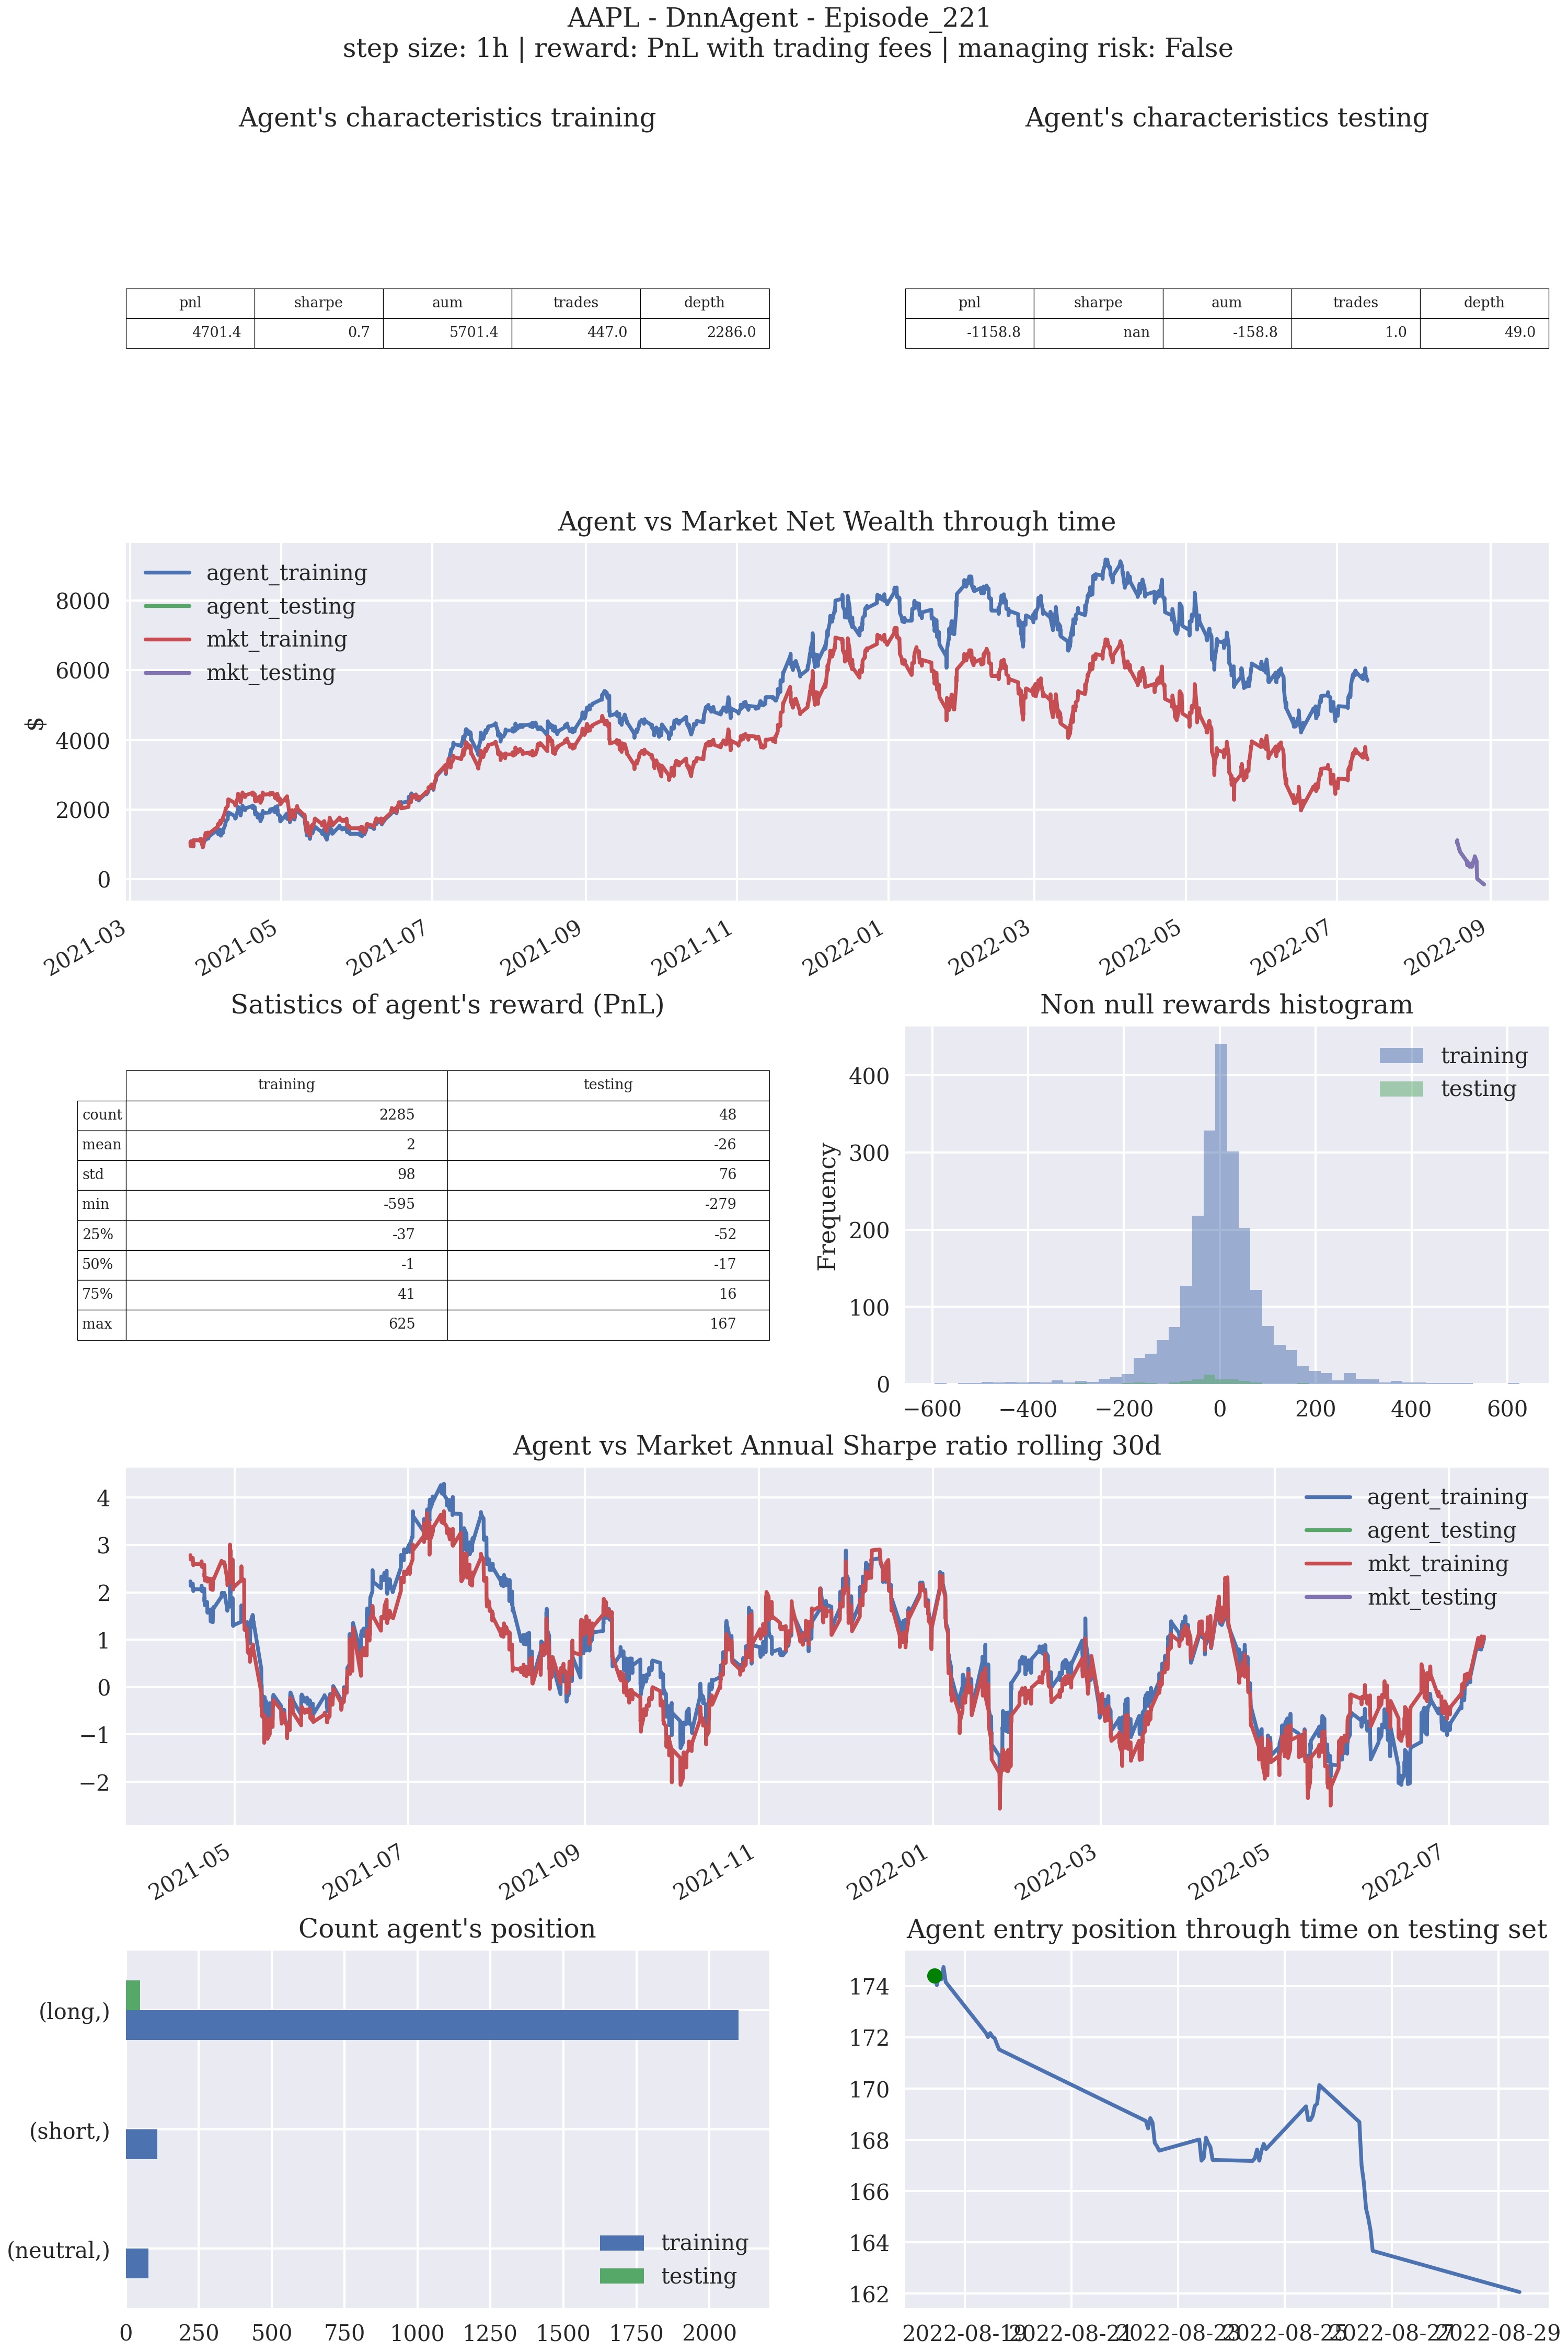 AAPL - DnnAgent - Episode_221
step size: 1h | reward: PnL with trading fees | managing risk: False
Agent's characteristics training
pnl sharpe aum trades depth
4701.4 0.7 5701.4 447.0 2286.0
Agent's characteristics testing
pnl sharpe aum trades depth
-1158.8 nan -158.8 1.0 49.0
Agent vs Market Net Wealth through time
agent_training
agent_testing
mkt_training
mkt_testing
$
8000
6000
4000
2000
0
2021-03 2021-05 2021-07 2021-09 2021-11 2022-01 2022-03 2022-05 2022-07 2022-09
Satistics of agent's reward (PnL)
training testing
count 2285 48
mean 2 -26
std 98 76
min -595 -279
25% -37 -52
50% -1 -17
75% 41 16
max 625 167
Non null rewards histogram
training
testing
Frequency
400
300
200
100
0
−600 −400 −200 0 200 400 600
Agent vs Market Annual Sharpe ratio rolling 30d
agent_training
agent_testing
mkt_training
mkt_testing
4
3
2
1
0
−1
−2
2021-05 2021-07 2021-09 2021-11 2022-01 2022-03 2022-05 2022-07
Count agent's position
(long,)
(short,)
(neutral,)
training
testing
0 250 500 750 1000 1250 1500 1750 2000
Agent entry position through time on testing set
174
172
170
168
166
164
162
2022-08-19 2022-08-21 2022-08-23 2022-08-25 2022-08-27 2022-08-29